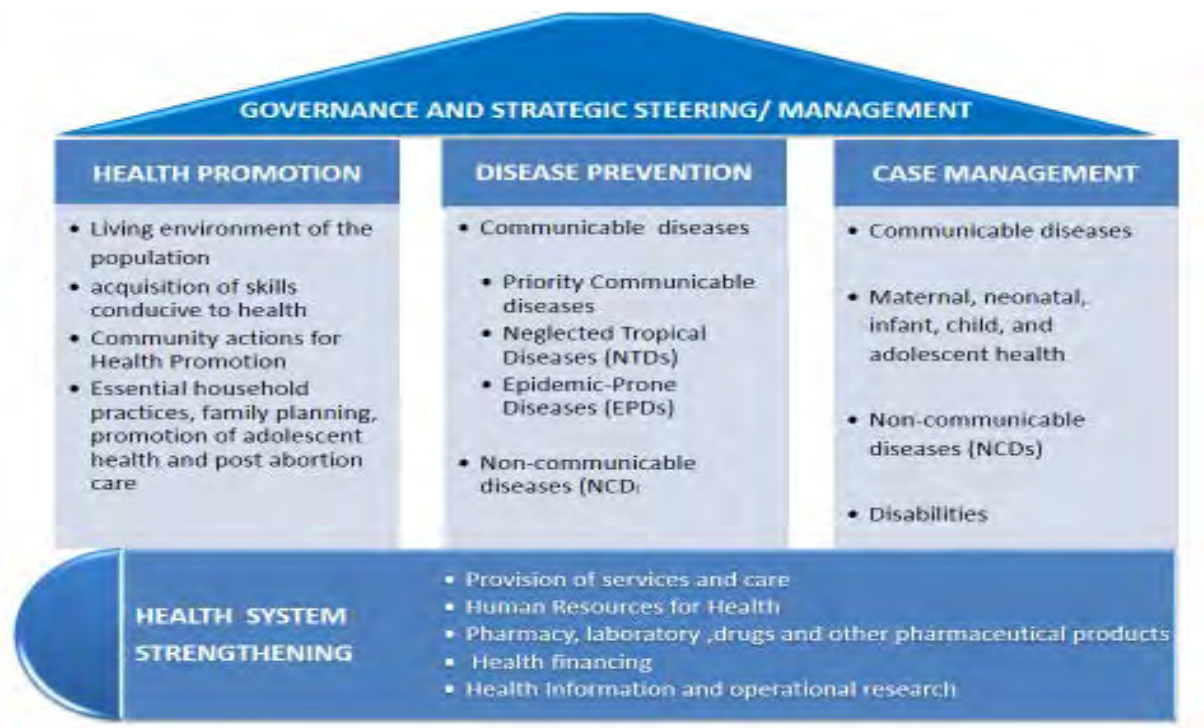 GOVERNANCE AND STRATEGIC STEERING/ MANAGEMENT
HEALTH PROMOTION
• Living environment of the
population
• acquisition of skills
conducive to health
• Community actions for
Health Promotion
• Essential household
practices, family planning,
promotion of adolescent
health and post abortion
care
DISEASE PREVENTION
• Communicable diseases
• Priority Communicable
diseases
• Neglected Tropical
Diseases (NTDs)
• Epidemic-Prone
Diseases (EPDs)
• Non-communicable
diseases (NCD
CASE MANAGEMENT
• Communicable diseases
• Maternal, neonatal,
infant, child, and
adolescent health
• Non-communicable
diseases (NCDs)
• Disabilities
HEALTH SYSTEM
STRENGTHENING
• Provision of services and care
• Human Resources for Health
• Pharmacy, laboratory ,drugs and other pharmaceutical products
• Health financing
• Health Information and operational research